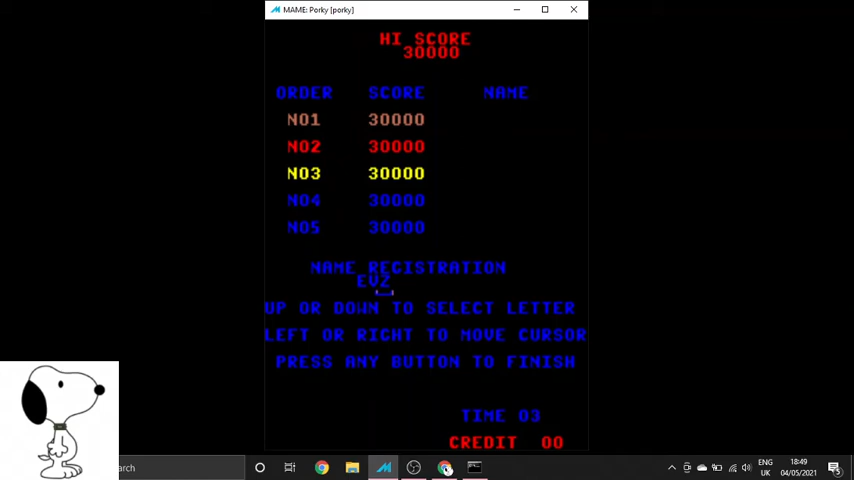 MAME: Porky [porky]
HI SCORE
30000
ORDER SCORE NAME
NO1 30000
NO2 30000
NO3 30000
NO4 30000
NO5 30000
NAME REGISTRATION
EVZ
UP OR DOWN TO SELECT LETTER
LEFT OR RIGHT TO MOVE CURSOR
PRESS ANY BUTTON TO FINISH
TIME 03
CREDIT 00
earch
ENG 18:49
UK 04/05/2021